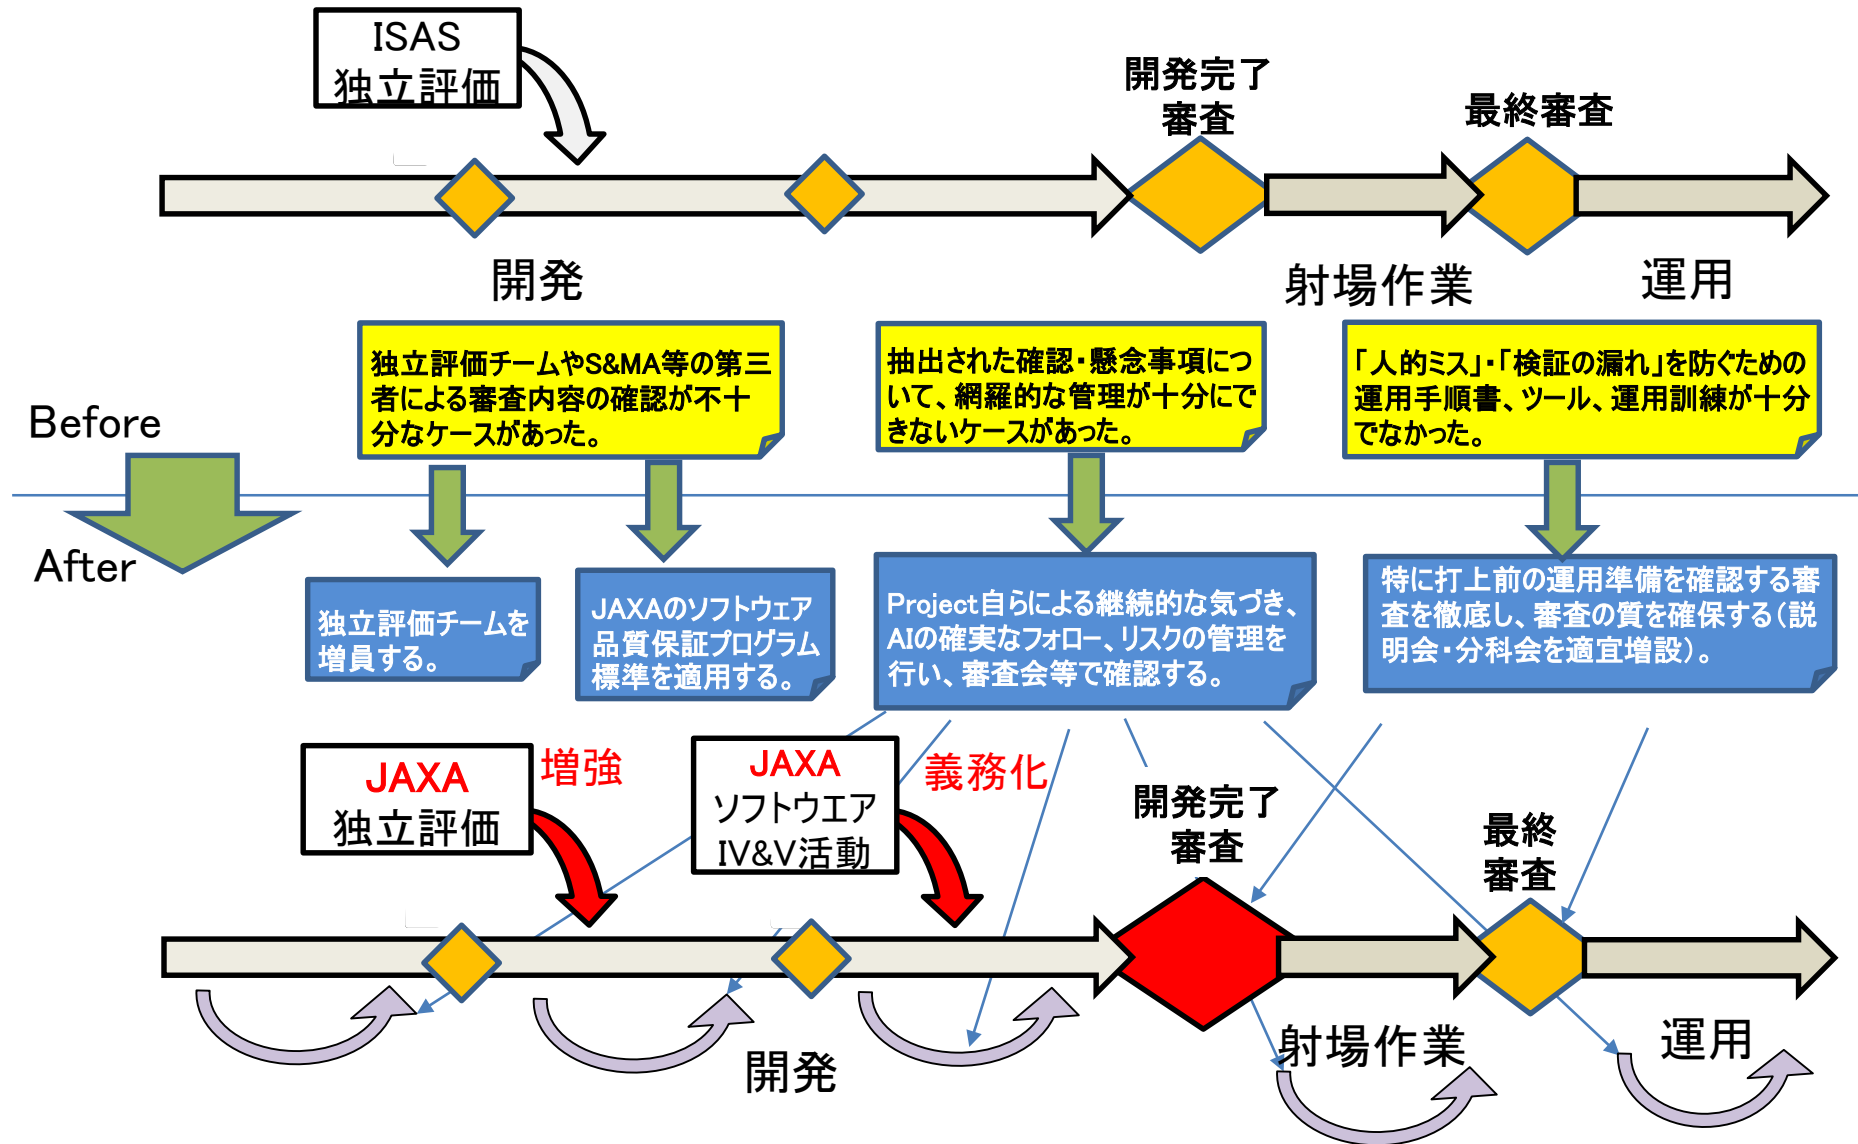 ISAS
独立評価
開発完了
審査
最終審査
開発
射場作業
運用
Before
独立評価チームやS&MA等の第三
者による審査内容の確認が不十
分なケースがあった。
抽出された確認・懸念事項につ
いて、網羅的な管理が十分にで
きないケースがあった。
「人的ミス」・「検証の漏れ」を防ぐための
運用手順書、ツール、運用訓練が十分
でなかった。
After
独立評価チームを
増員する。
JAXAのソフトウェア
品質保証プログラム
標準を適用する。
Project自らによる継続的な気づき、
AIの確実なフォロー、リスクの管理を
行い、審査会等で確認する。
特に打上前の運用準備を確認する審
査を徹底し、審査の質を確保する（説
明会・分科会を適宜増設）。
JAXA
独立評価
増強
JAXA
ソフトウエア
IV&V活動
義務化
開発完了
審査
最終
審査
開発
射場作業
運用